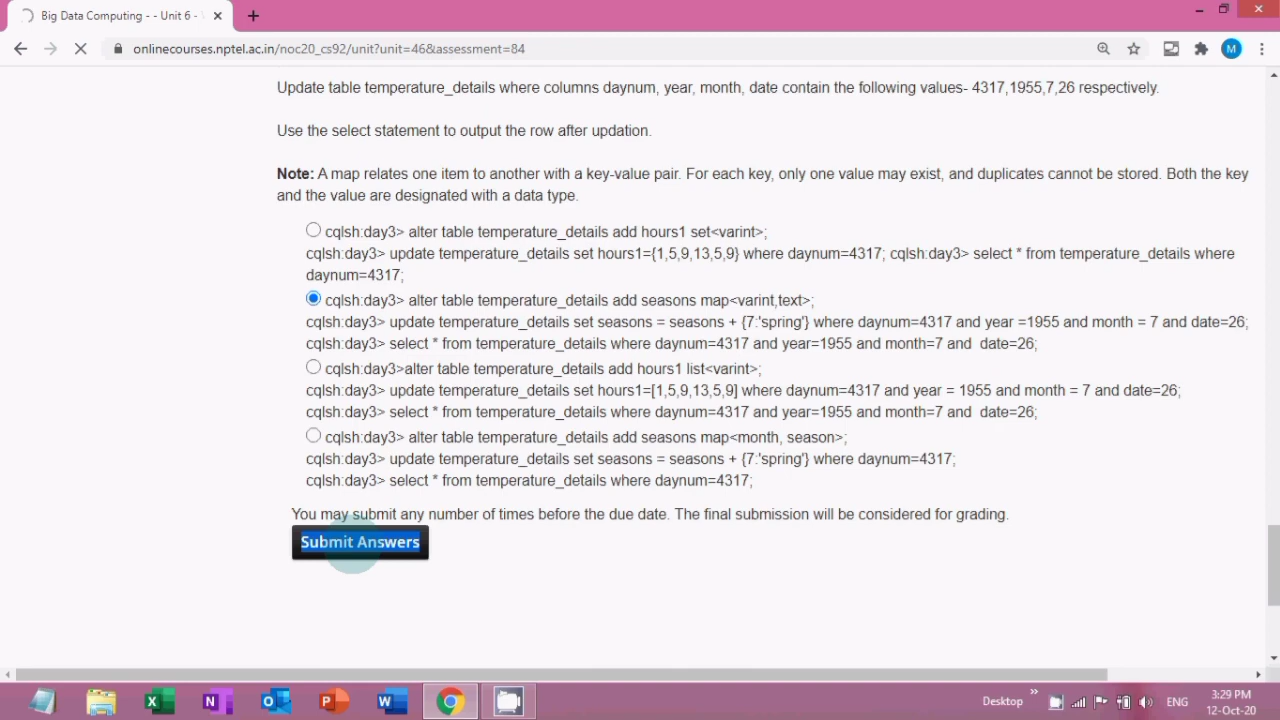 Big Data Computing - - Unit 6 -
onlinecourses.nptel.ac.in/noc20_cs92/unit?unit=46&assessment=84
M
Update table temperature_details where columns daynum, year, month, date contain the following values- 4317,1955,7,26 respectively.
Use the select statement to output the row after updation.
Note: A map relates one item to another with a key-value pair. For each key, only one value may exist, and duplicates cannot be stored. Both the key
and the value are designated with a data type.
cqlsh:day3> alter table temperature_details add hours1 set<varint>;
cqlsh:day3> update temperature_details set hours1={1,5,9,13,5,9} where daynum=4317; cqlsh:day3> select * from temperature_details where
daynum=4317;
cqlsh:day3> alter table temperature_details add seasons map<varint,text>;
cqlsh:day3> update temperature_details set seasons = seasons + {7:'spring'} where daynum=4317 and year =1955 and month = 7 and date=26;
cqlsh:day3> select * from temperature_details where daynum=4317 and year=1955 and month=7 and date=26;
cqlsh:day3>alter table temperature_details add hours1 list<varint>;
cqlsh:day3> update temperature_details set hours1=[1,5,9,13,5,9] where daynum=4317 and year = 1955 and month = 7 and date=26;
cqlsh:day3> select * from temperature_details where daynum=4317 and year=1955 and month=7 and date=26;
cqlsh:day3> alter table temperature_details add seasons map<month, season>;
cqlsh:day3> update temperature_details set seasons = seasons + {7:'spring'} where daynum=4317;
cqlsh:day3> select * from temperature_details where daynum=4317;
You may submit any number of times before the due date. The final submission will be considered for grading.
Submit Answers
Desktop
ENG
3:29 PM
12-Oct-20